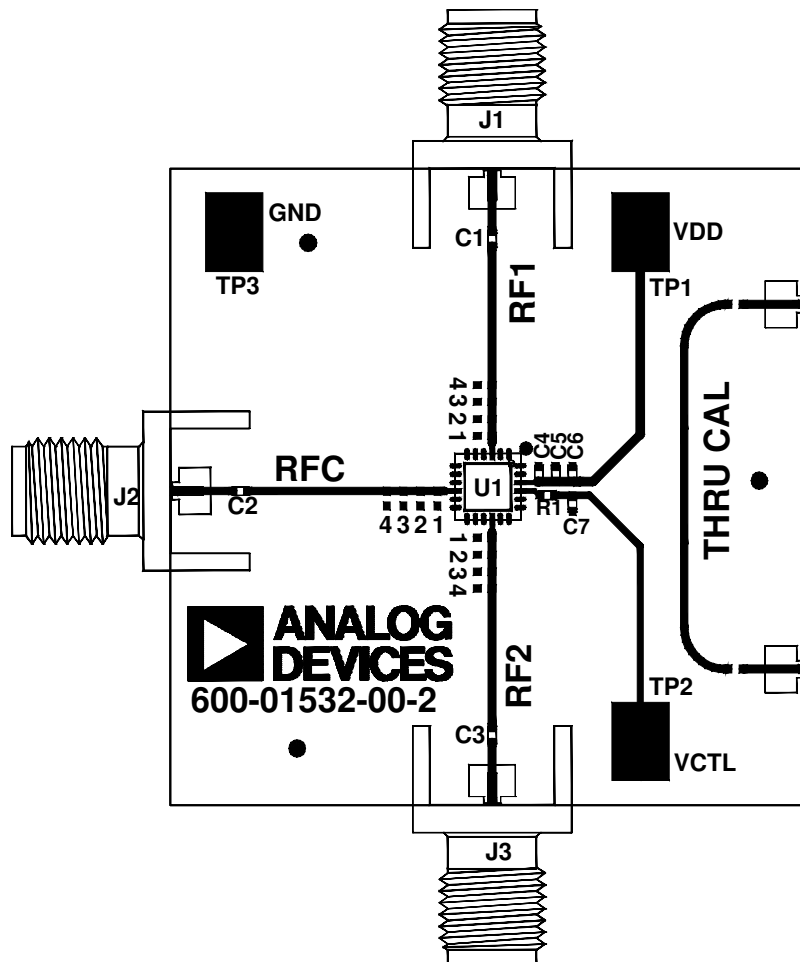 J1
GND
C1
VDD
TP3
TP1
RF1
4
3
2
1
THRU CAL
C4
C5
C6
RFC
U1
J2
C2
R1
4 3 2 1
C7
1
2
3
4
ANALOG
DEVICES
600-01532-00-2
RF2
TP2
C3
VCTL
J3